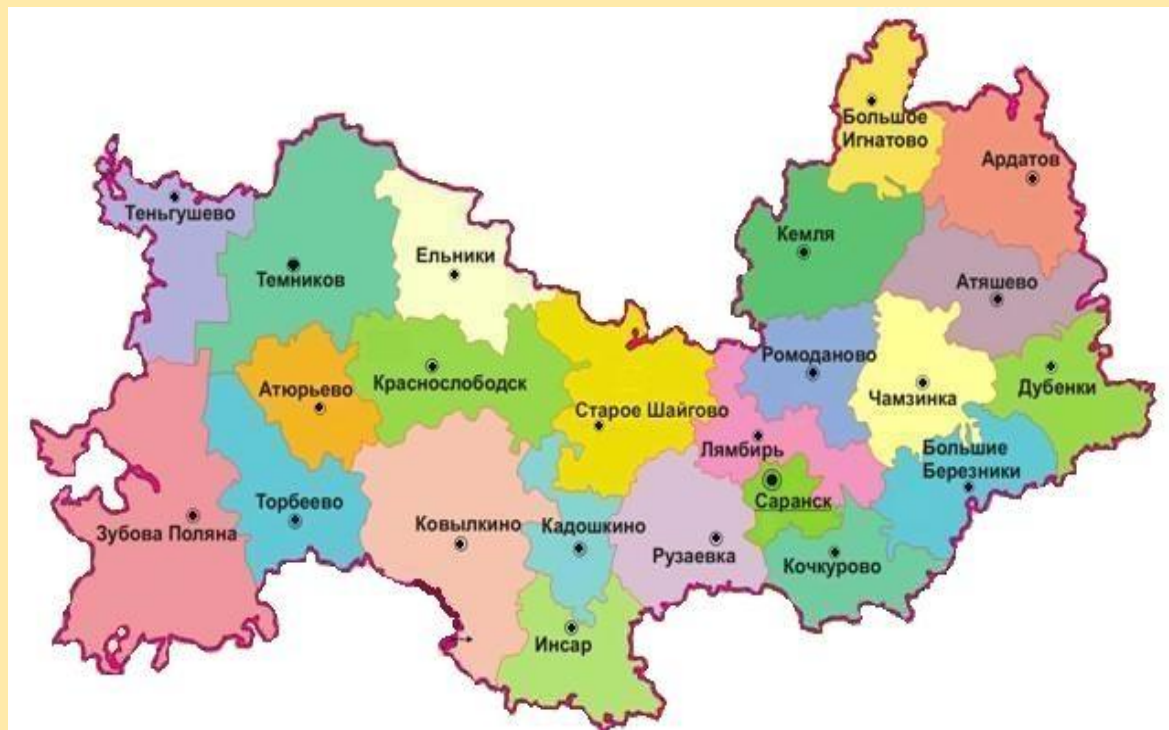 Большое
Игнатово
Ардатов
Теньгушево
Кемля
Ельники
Темников
Атяшево
Ромоданово
Краснослободск
Атюрьево
Чамзинка
Дубенки
Старое Шайгово
Лямбирь
Большие
Березники
Саранск
Торбеево
Ковылкино
Кадошкино
Зубова Поляна
Рузаевка
Кочкурово
Инсар